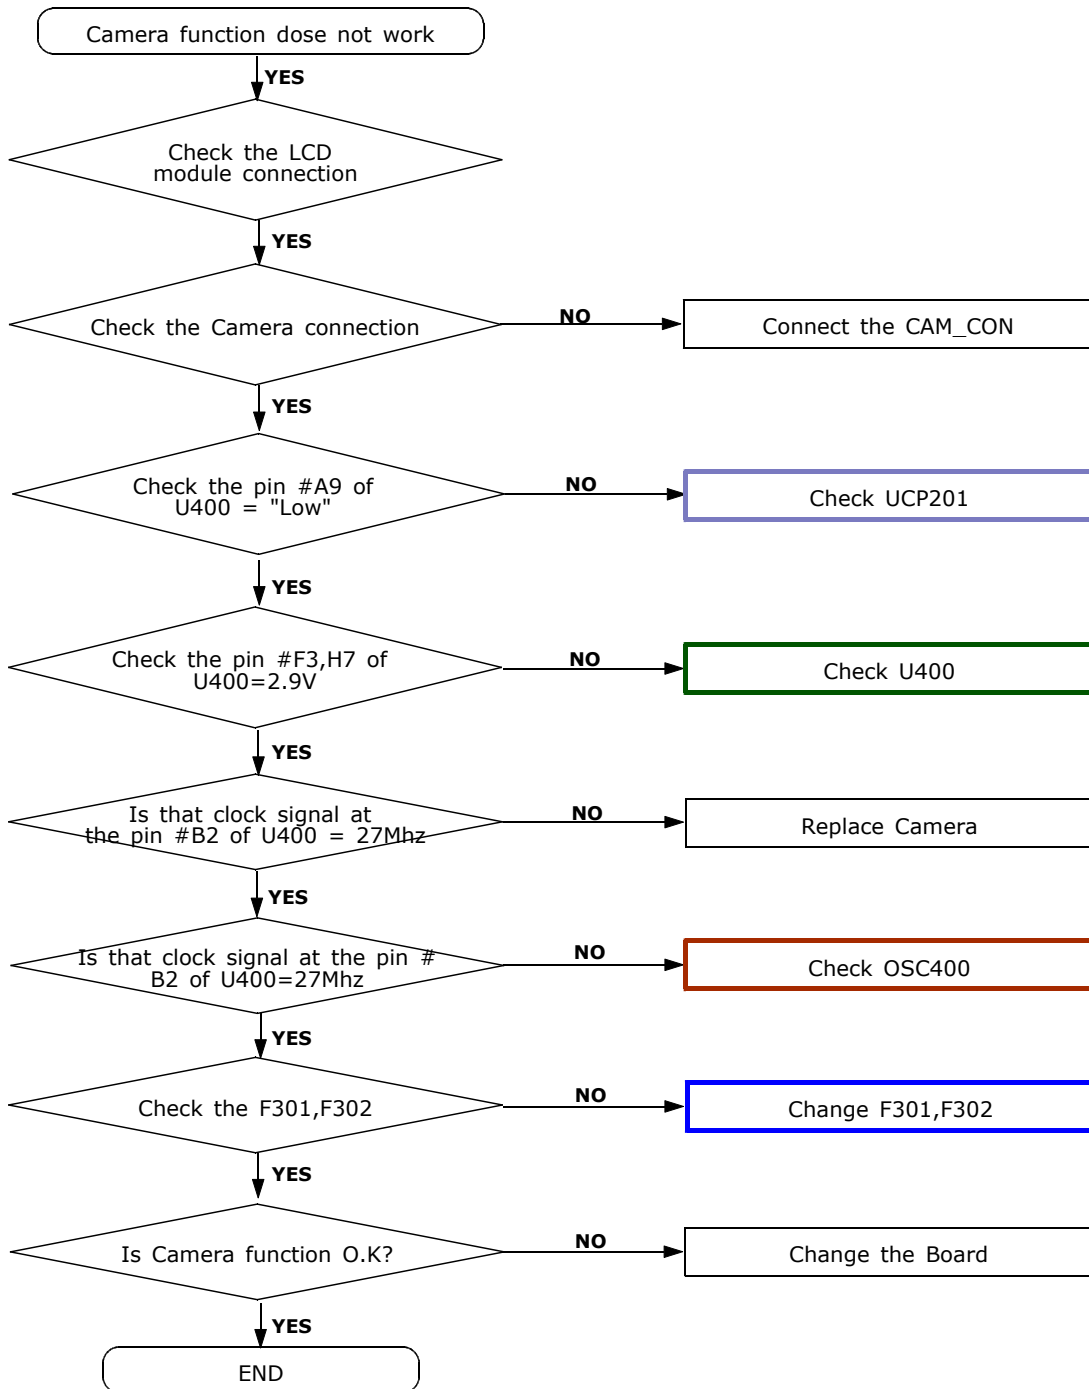 Camera function dose not work
YES
Check the LCD
module connection
YES
Check the Camera connection
NO
Connect the CAM_CON
YES
Check the pin #A9 of
U400 = "Low"
NO
Check UCP201
YES
Check the pin #F3,H7 of
U400=2.9V
NO
Check U400
YES
Is that clock signal at
the pin #B2 of U400 = 27Mhz
NO
Replace Camera
YES
Is that clock signal at the pin #
B2 of U400=27Mhz
NO
Check OSC400
YES
Check the F301,F302
NO
Change F301,F302
YES
Is Camera function O.K?
NO
Change the Board
YES
END